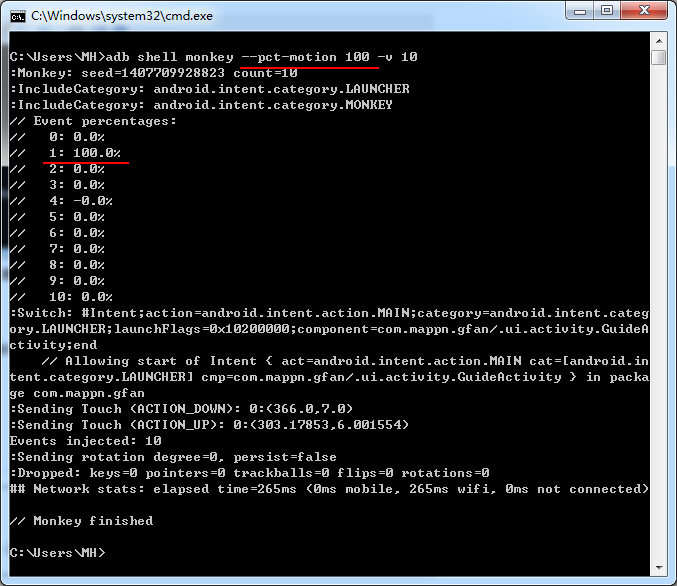 C:\Windows\system32\cmd.exe
C:\Users\MH>adb shell monkey --pct-motion 100 -v 10
:Monkey: seed=1407709928823 count=10
:IncludeCategory: android.intent.category.LAUNCHER
:IncludeCategory: android.intent.category.MONKEY
// Event percentages:
//   0: 0.0%
//   1: 100.0%
//   2: 0.0%
//   3: 0.0%
//   4: -0.0%
//   5: 0.0%
//   6: 0.0%
//   7: 0.0%
//   8: 0.0%
//   9: 0.0%
//   10: 0.0%
:Switch: #Intent;action=android.intent.action.MAIN;category=android.intent.categ
ory.LAUNCHER;launchFlags=0x10200000;component=com.mappn.gfan/.ui.activity.GuideA
ctivity;end
    // Allowing start of Intent { act=android.intent.action.MAIN cat=[android.in
tent.category.LAUNCHER] cmp=com.mappn.gfan/.ui.activity.GuideActivity } in packa
ge com.mappn.gfan
:Sending Touch (ACTION_DOWN): 0:(366.0,7.0)
:Sending Touch (ACTION_UP): 0:(303.17853,6.001554)
Events injected: 10
:Sending rotation degree=0, persist=false
:Dropped: keys=0 pointers=0 trackballs=0 flips=0 rotations=0
## Network stats: elapsed time=265ms (0ms mobile, 265ms wifi, 0ms not connected)
// Monkey finished
C:\Users\MH>